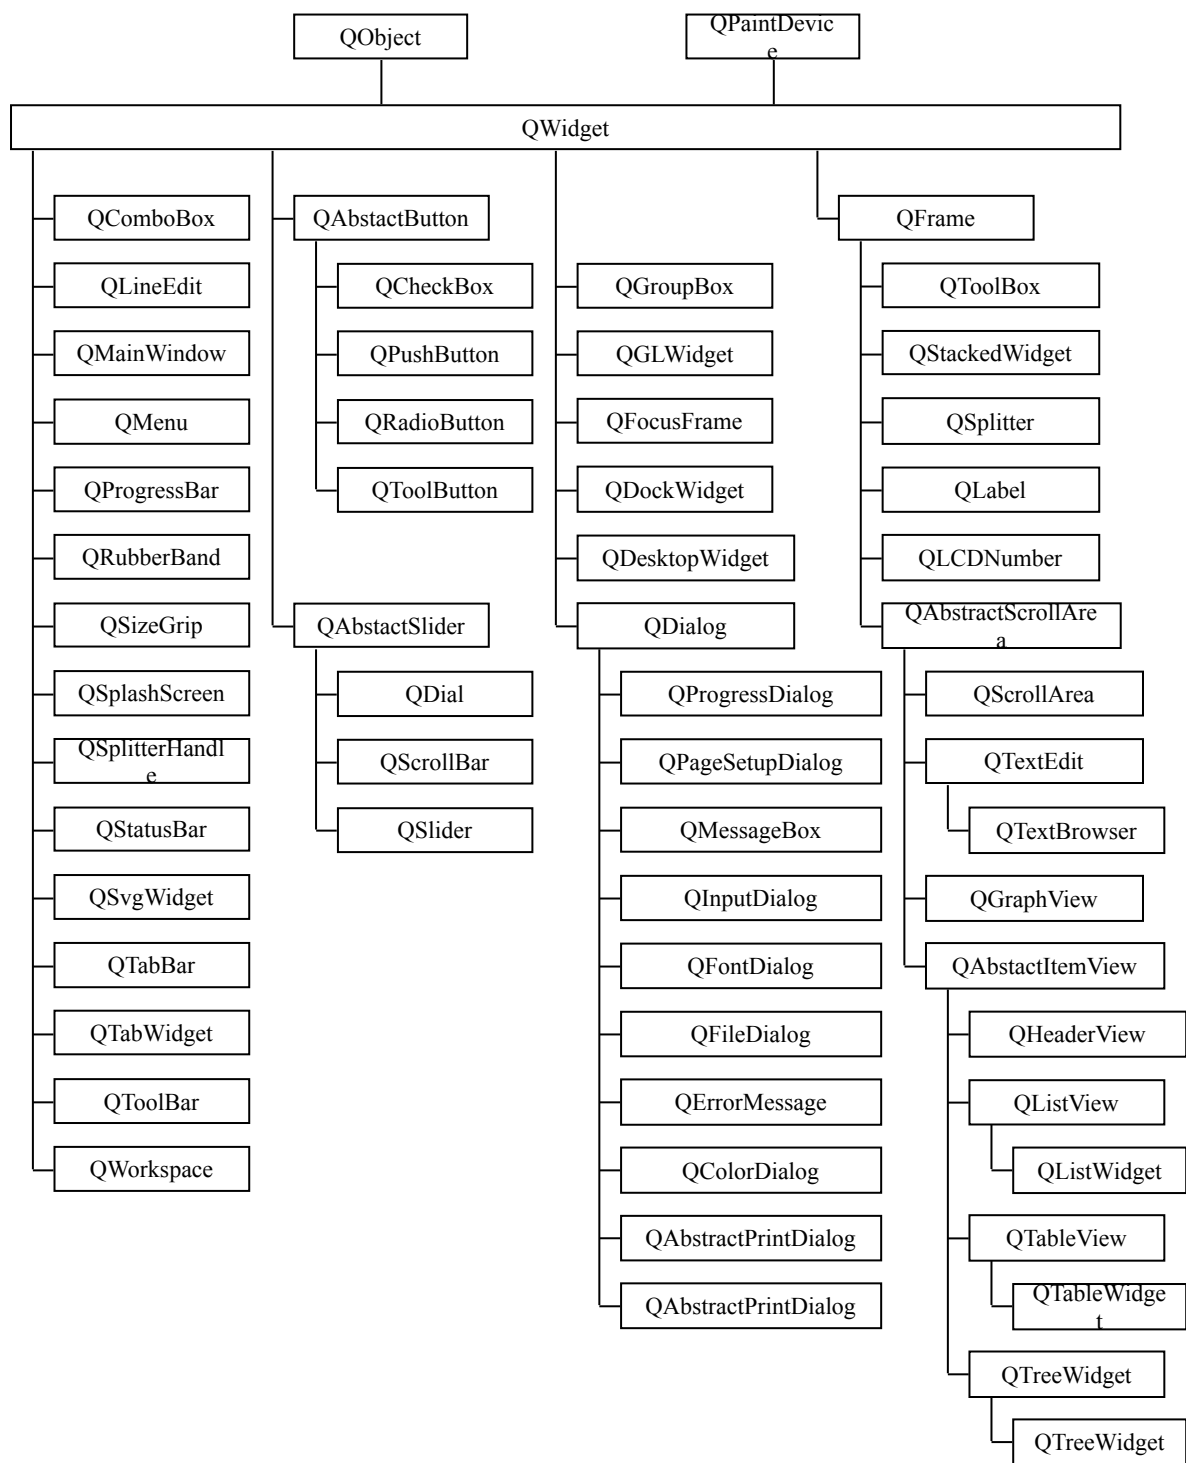 QObject
QPaintDevic
e
QWidget
QComboBox
QLineEdit
QMainWindow
QMenu
QProgressBar
QRubberBand
QSizeGrip
QSplashScreen
QSplitterHandl
e
QStatusBar
QSvgWidget
QTabBar
QTabWidget
QToolBar
QWorkspace
QAbstactButton
QCheckBox
QPushButton
QRadioButton
QToolButton
QAbstactSlider
QDial
QScrollBar
QSlider
QGroupBox
QGLWidget
QFocusFrame
QDockWidget
QDesktopWidget
QDialog
QProgressDialog
QPageSetupDialog
QMessageBox
QInputDialog
QFontDialog
QFileDialog
QErrorMessage
QColorDialog
QAbstractPrintDialog
QAbstractPrintDialog
QFrame
QToolBox
QStackedWidget
QSplitter
QLabel
QLCDNumber
QAbstractScrollAre
a
QScrollArea
QTextEdit
QTextBrowser
QGraphView
QAbstactItemView
QHeaderView
QListView
QListWidget
QTableView
QTableWidge
t
QTreeWidget
QTreeWidget